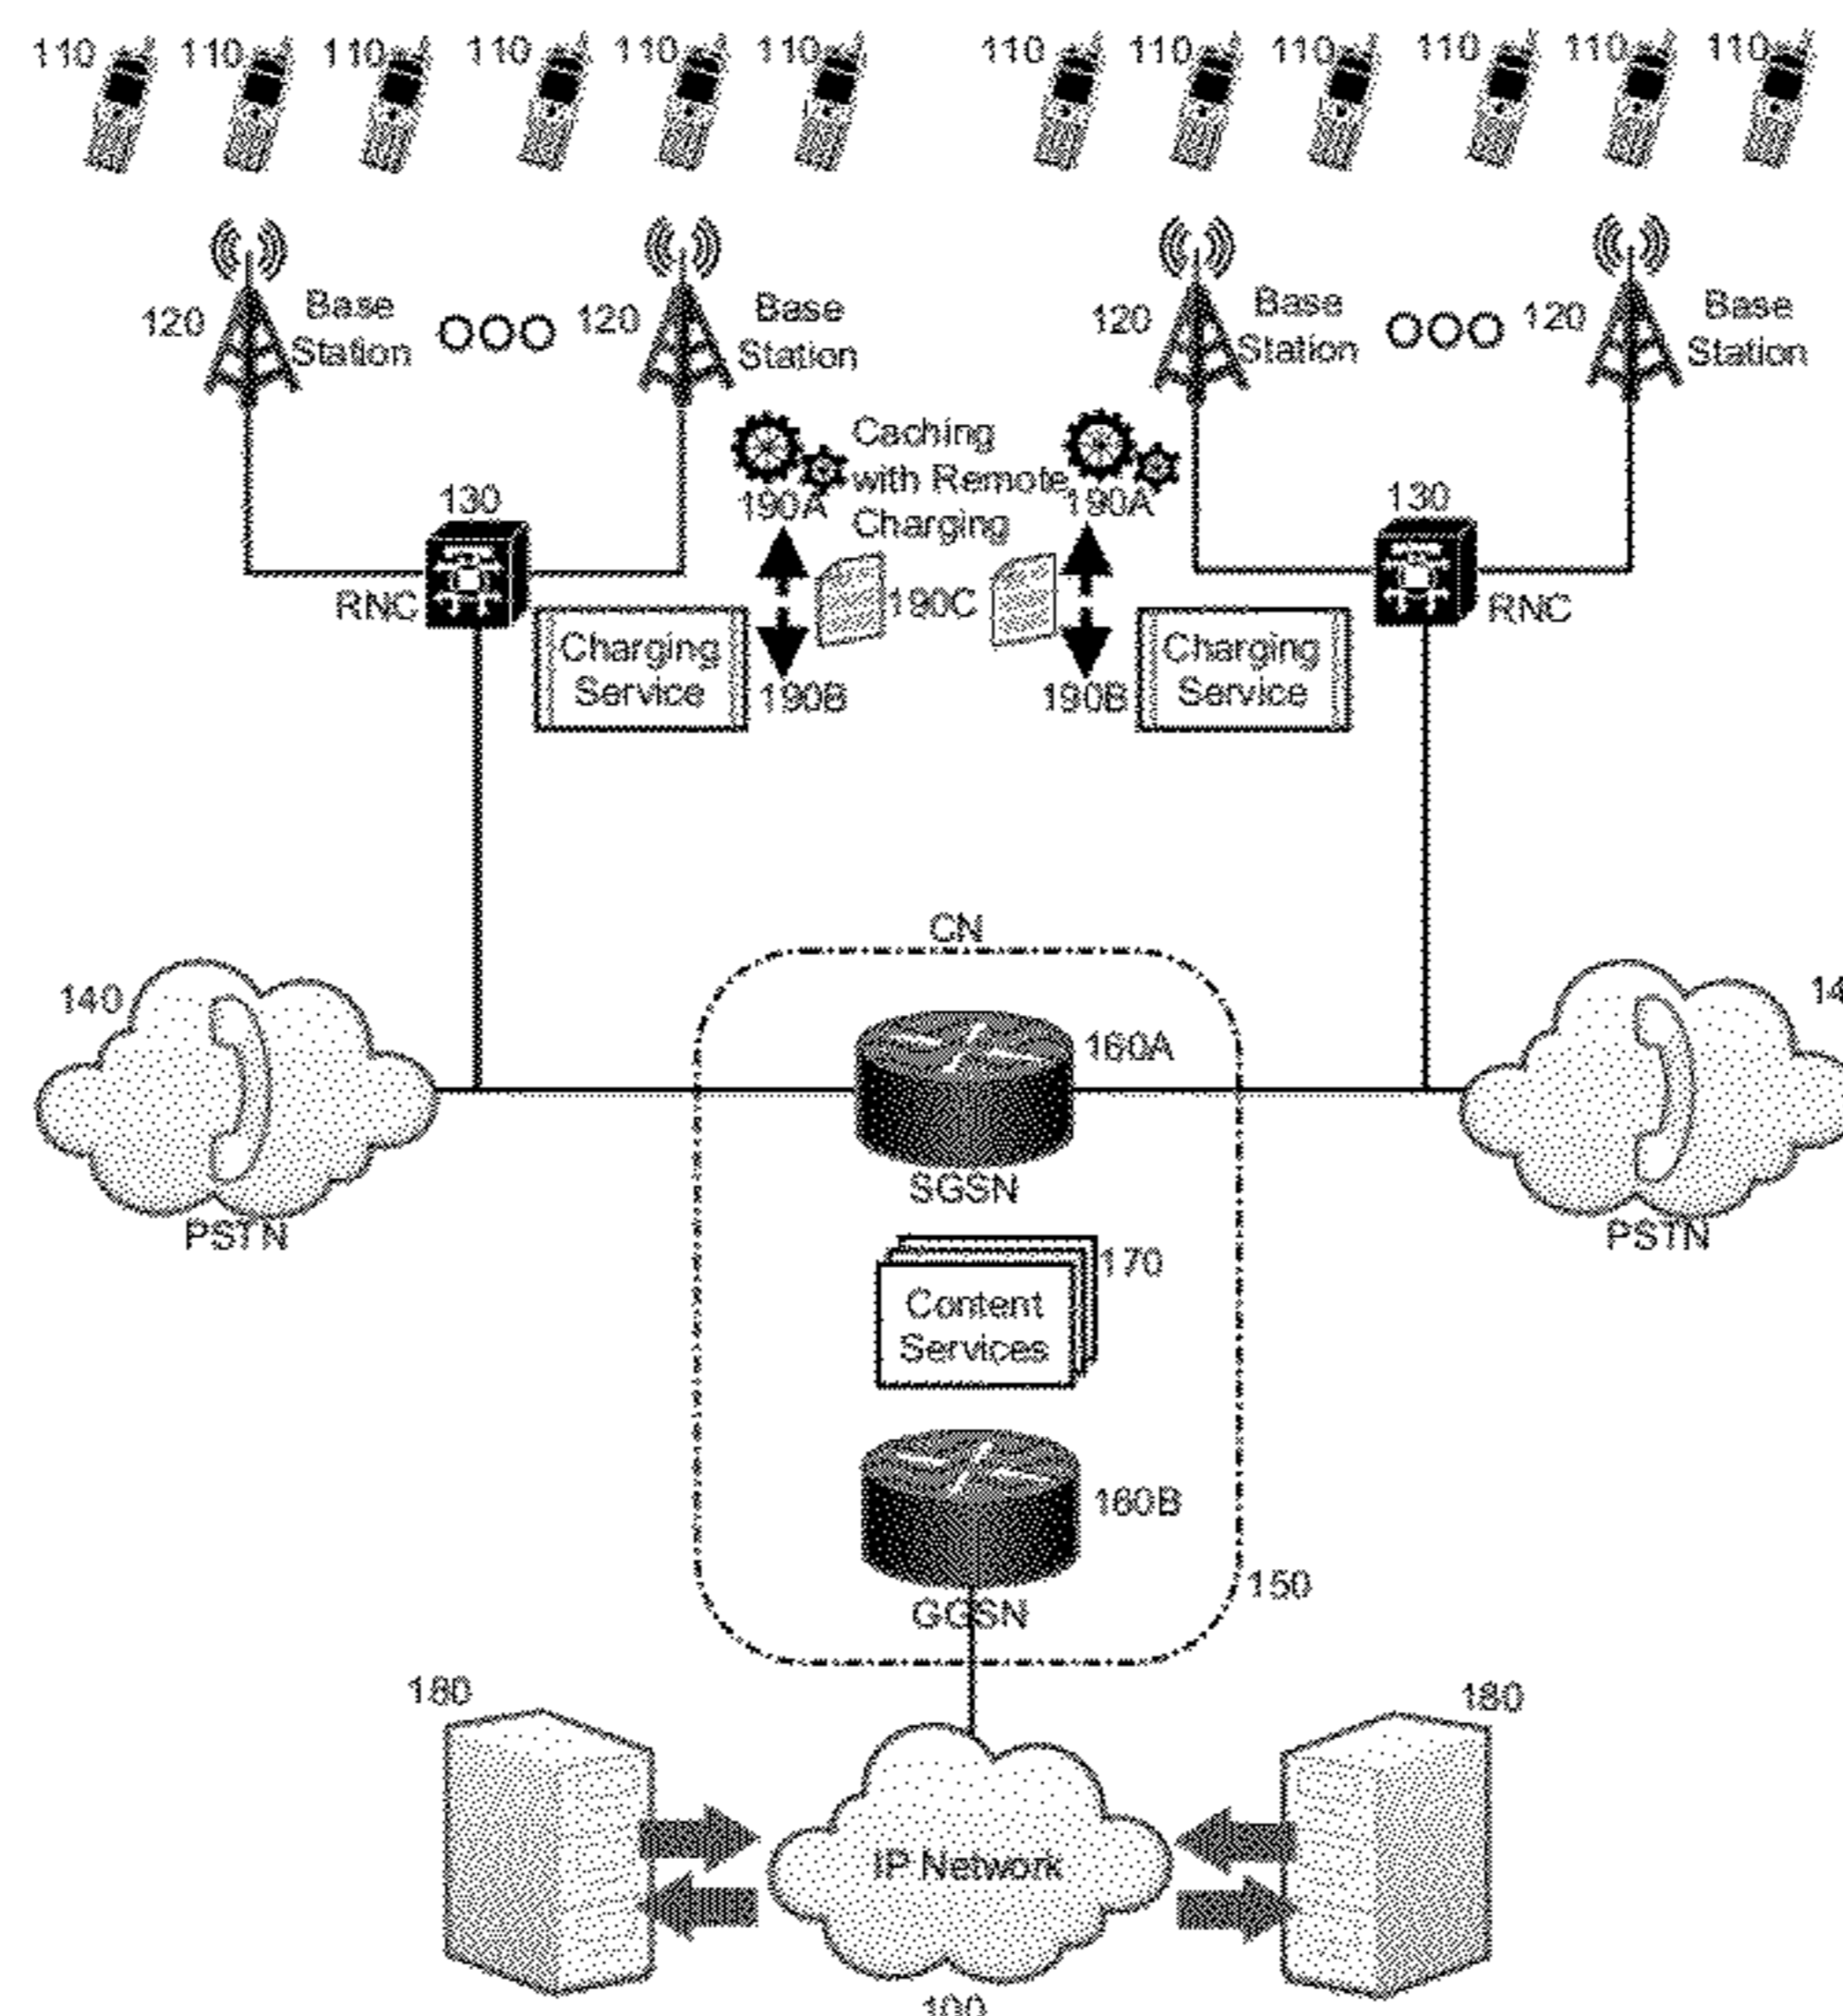 110 110 110 110 110 110 110 110 110 110 110 110
120 Base Station 120 Base Station 120 Base Station 120 Base Station
Caching
with Remote
Charging
190A 190A
130 130
RNC RNC
190C
Charging
Service
190B
190B
Charging
Service
CN
140
14
160A
SGSN
PSTN PSTN
170
Content
Services
160B
GGSN
150
180 180
IP Network
100